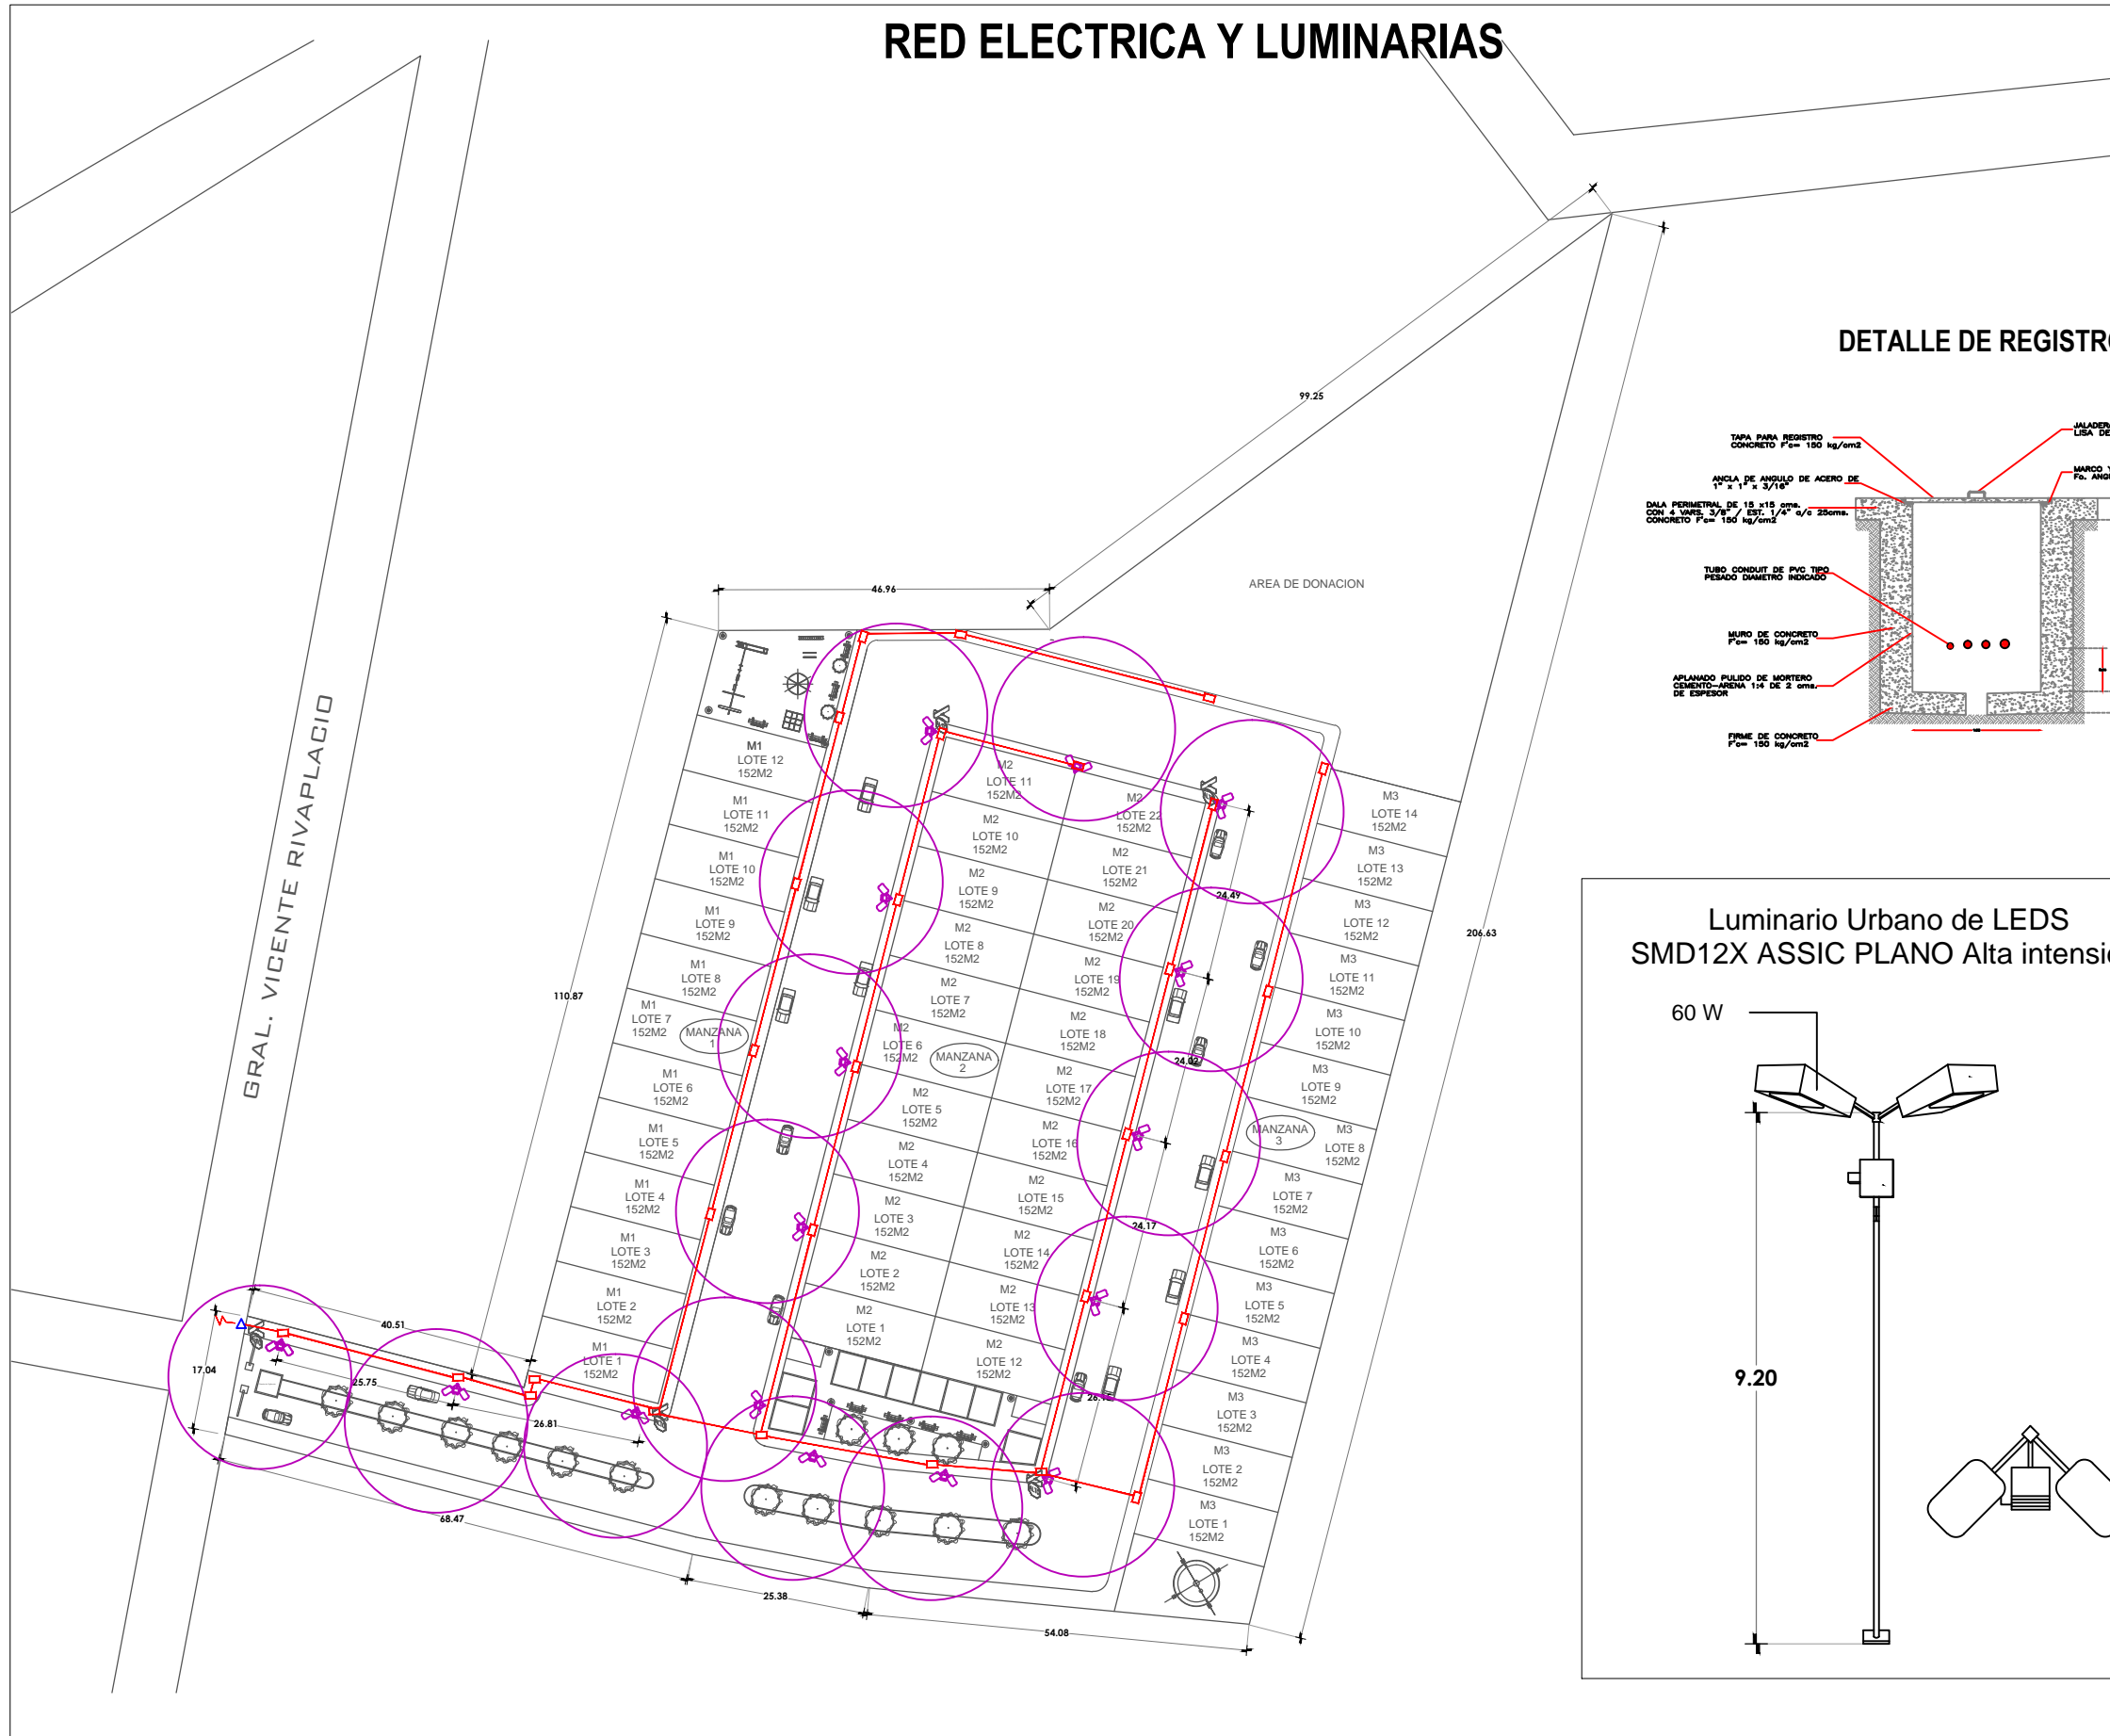 RED ELECTRICA Y LUMINARIAS
DETALLE DE REGISTRO
99.25
AREA DE DONACION
46.96
GRAL. VICENTE RIVAPLACIO
110.87
206.63
TAPA PARA REGISTRO
CONCRETO F'c= 150 kg/cm2
ANCLA DE ANGULO DE ACERO DE
1" x 1" x 3/16"
DALA PERIMETRAL DE 15 x15 cms.
CON 4 VARS. 3/8" / EST. 1/4" a/c 25cms.
CONCRETO F'c= 150 kg/cm2
TUBO CONDUIT DE PVC TIPO
PESADO DIAMETRO INDICADO
MURO DE CONCRETO
F'c= 150 kg/cm2
APLANADO PULIDO DE MORTERO
CEMENTO-ARENA 1:4 DE 2 cms.
DE ESPESOR
FIRME DE CONCRETO
F'c= 150 kg/cm2
JALADER
LISA DE
MARCO Y
Fo. ANG
M1
LOTE 12
152M2
M1
LOTE 11
152M2
M1
LOTE 10
152M2
M1
LOTE 9
152M2
M1
LOTE 8
152M2
M1
LOTE 7
152M2
MANZANA
1
M1
LOTE 6
152M2
M1
LOTE 5
152M2
M1
LOTE 4
152M2
M1
LOTE 3
152M2
M1
LOTE 2
152M2
M1
LOTE 1
152M2
M2
LOTE 11
152M2
M2
LOTE 10
152M2
M2
LOTE 9
152M2
M2
LOTE 8
152M2
M2
LOTE 7
152M2
M2
LOTE 6
152M2
MANZANA
2
M2
LOTE 5
152M2
M2
LOTE 4
152M2
M2
LOTE 3
152M2
M2
LOTE 2
152M2
M2
LOTE 1
152M2
M2
LOTE 22
152M2
M2
LOTE 21
152M2
M2
LOTE 20
152M2
M2
LOTE 19
152M2
M2
LOTE 18
152M2
M2
LOTE 17
152M2
M2
LOTE 16
152M2
M2
LOTE 15
152M2
M2
LOTE 14
152M2
M2
LOTE 13
152M2
M2
LOTE 12
152M2
M3
LOTE 14
152M2
M3
LOTE 13
152M2
M3
LOTE 12
152M2
M3
LOTE 11
152M2
M3
LOTE 10
152M2
M3
LOTE 9
152M2
MANZANA
3
M3
LOTE 8
152M2
M3
LOTE 7
152M2
M3
LOTE 6
152M2
M3
LOTE 5
152M2
M3
LOTE 4
152M2
M3
LOTE 3
152M2
M3
LOTE 2
152M2
M3
LOTE 1
152M2
24.49
24.02
24.17
40.51
17.04
25.75
26.81
68.47
25.38
54.08
Luminario Urbano de LEDS
SMD12X ASSIC PLANO Alta intensi
60 W
9.20